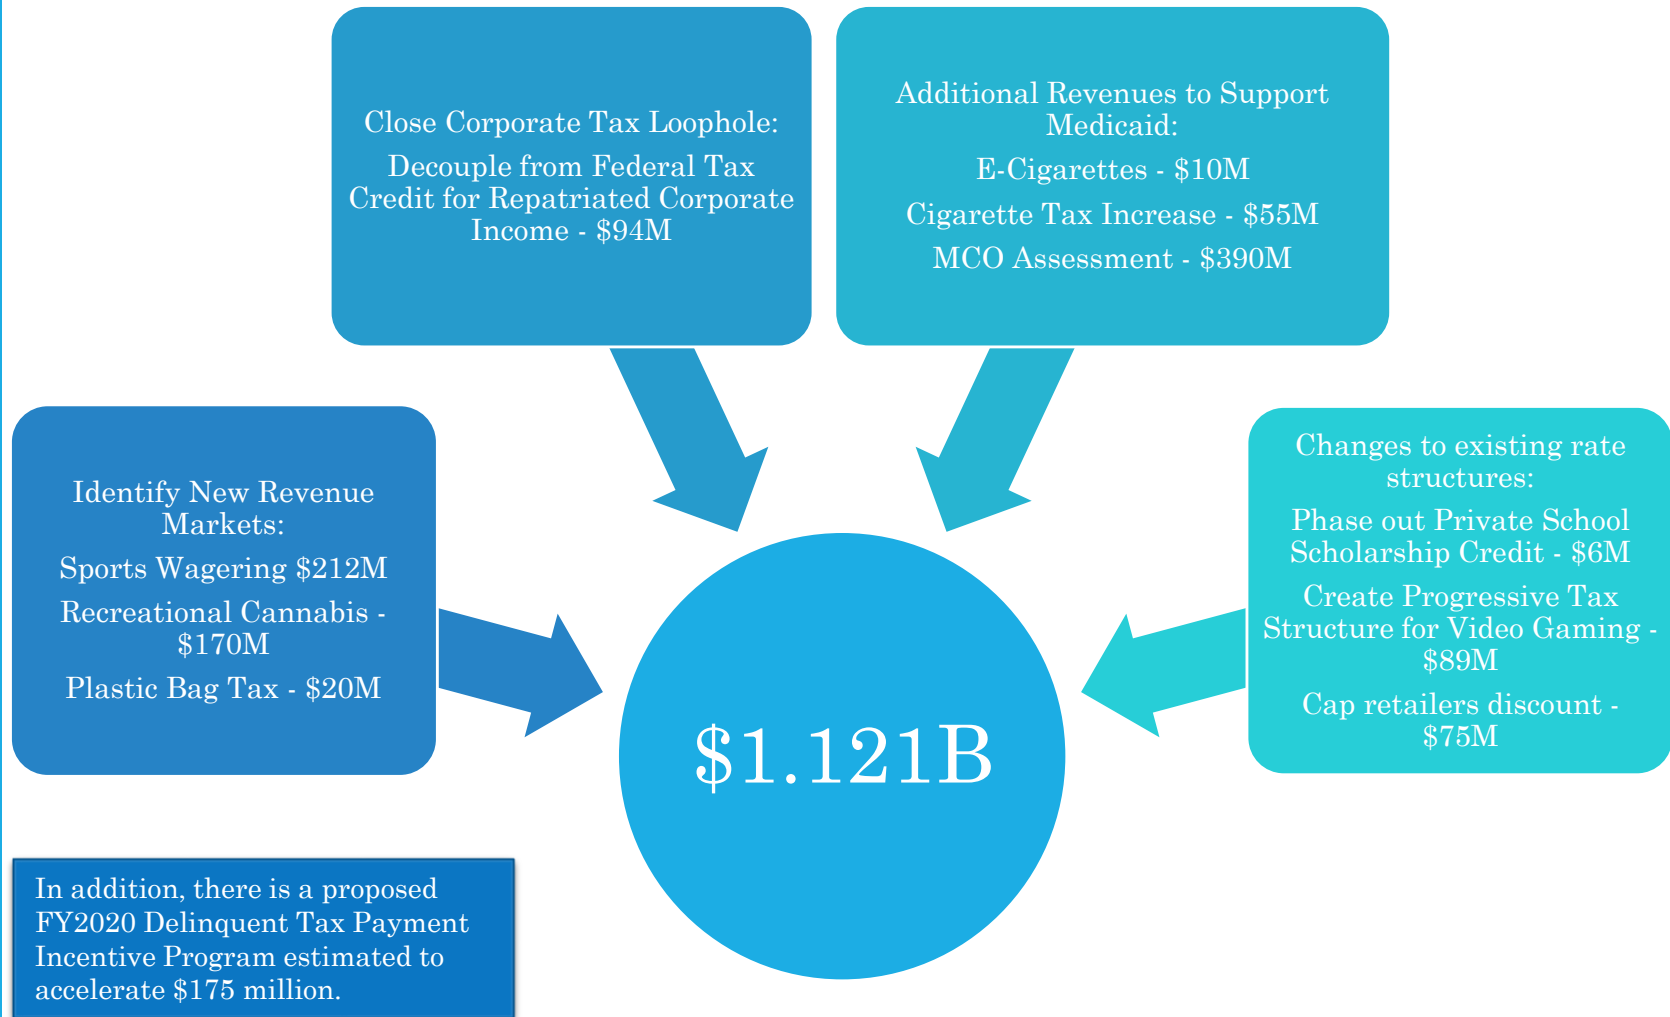 Close Corporate Tax Loophole:
Decouple from Federal Tax
Credit for Repatriated Corporate
Income - $94M
Additional Revenues to Support
Medicaid:
E-Cigarettes - $10M
Cigarette Tax Increase - $55M
MCO Assessment - $390M
Identify New Revenue
Markets:
Sports Wagering $212M
Recreational Cannabis -
$170M
Plastic Bag Tax - $20M
Changes to existing rate
structures:
Phase out Private School
Scholarship Credit - $6M
Create Progressive Tax
Structure for Video Gaming -
$89M
Cap retailers discount -
$75M
$1.121B
In addition, there is a proposed
FY2020 Delinquent Tax Payment
Incentive Program estimated to
accelerate $175 million.